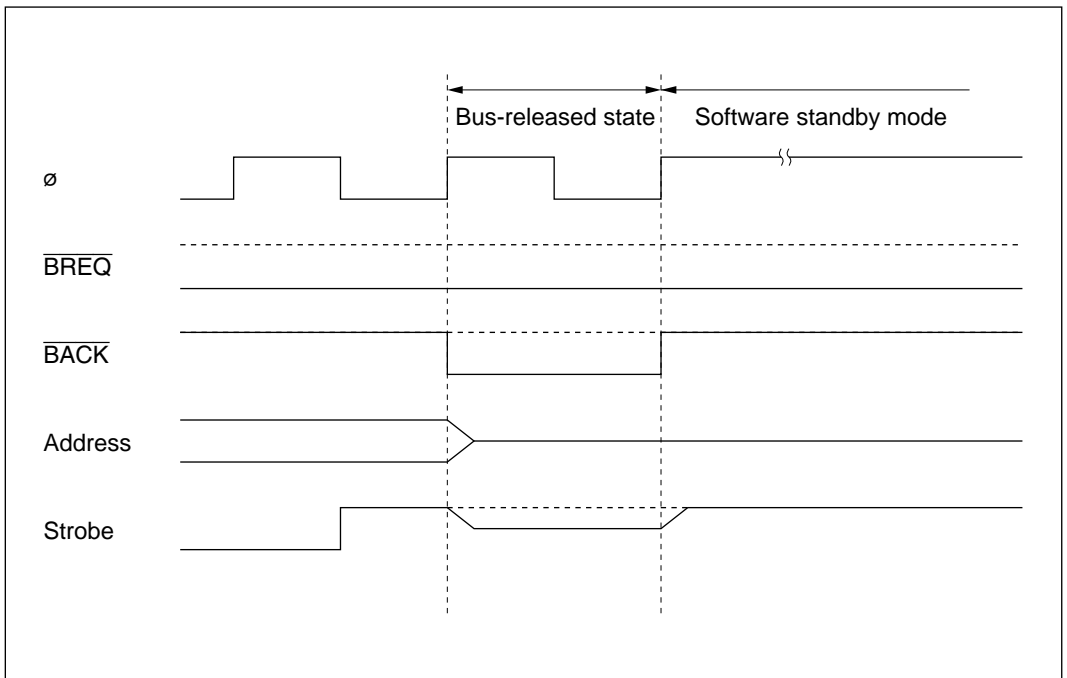 Bus-released state
Software standby mode
ø
BREQ
BACK
Address
Strobe